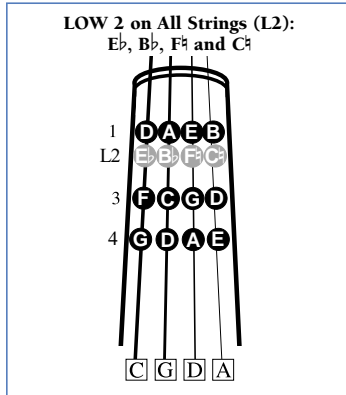 LOW 2 on All Strings (L2):
E♭, B♭, F♮ and C♮
1 D A E B
L2 E♭ B♭ F♮ C♮
3 F C G D
4 G D A E
C G D A